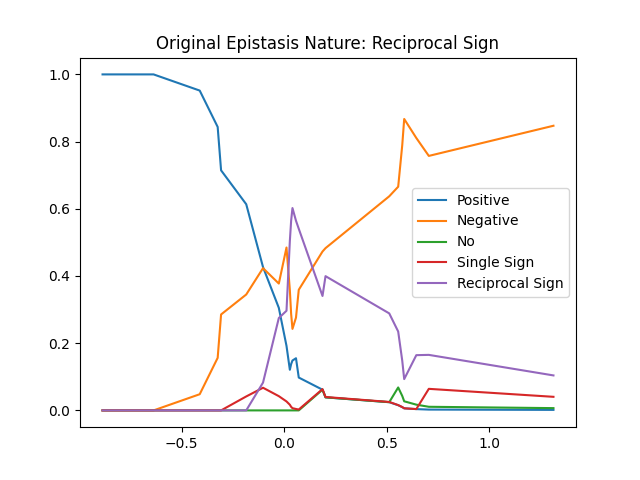 Original Epistasis Nature: Reciprocal Sign
1.0
0.8
0.6
0.4
0.2
0.0
Positive
Negative
No
Single Sign
Reciprocal Sign
−0.5
0.0
0.5
1.0